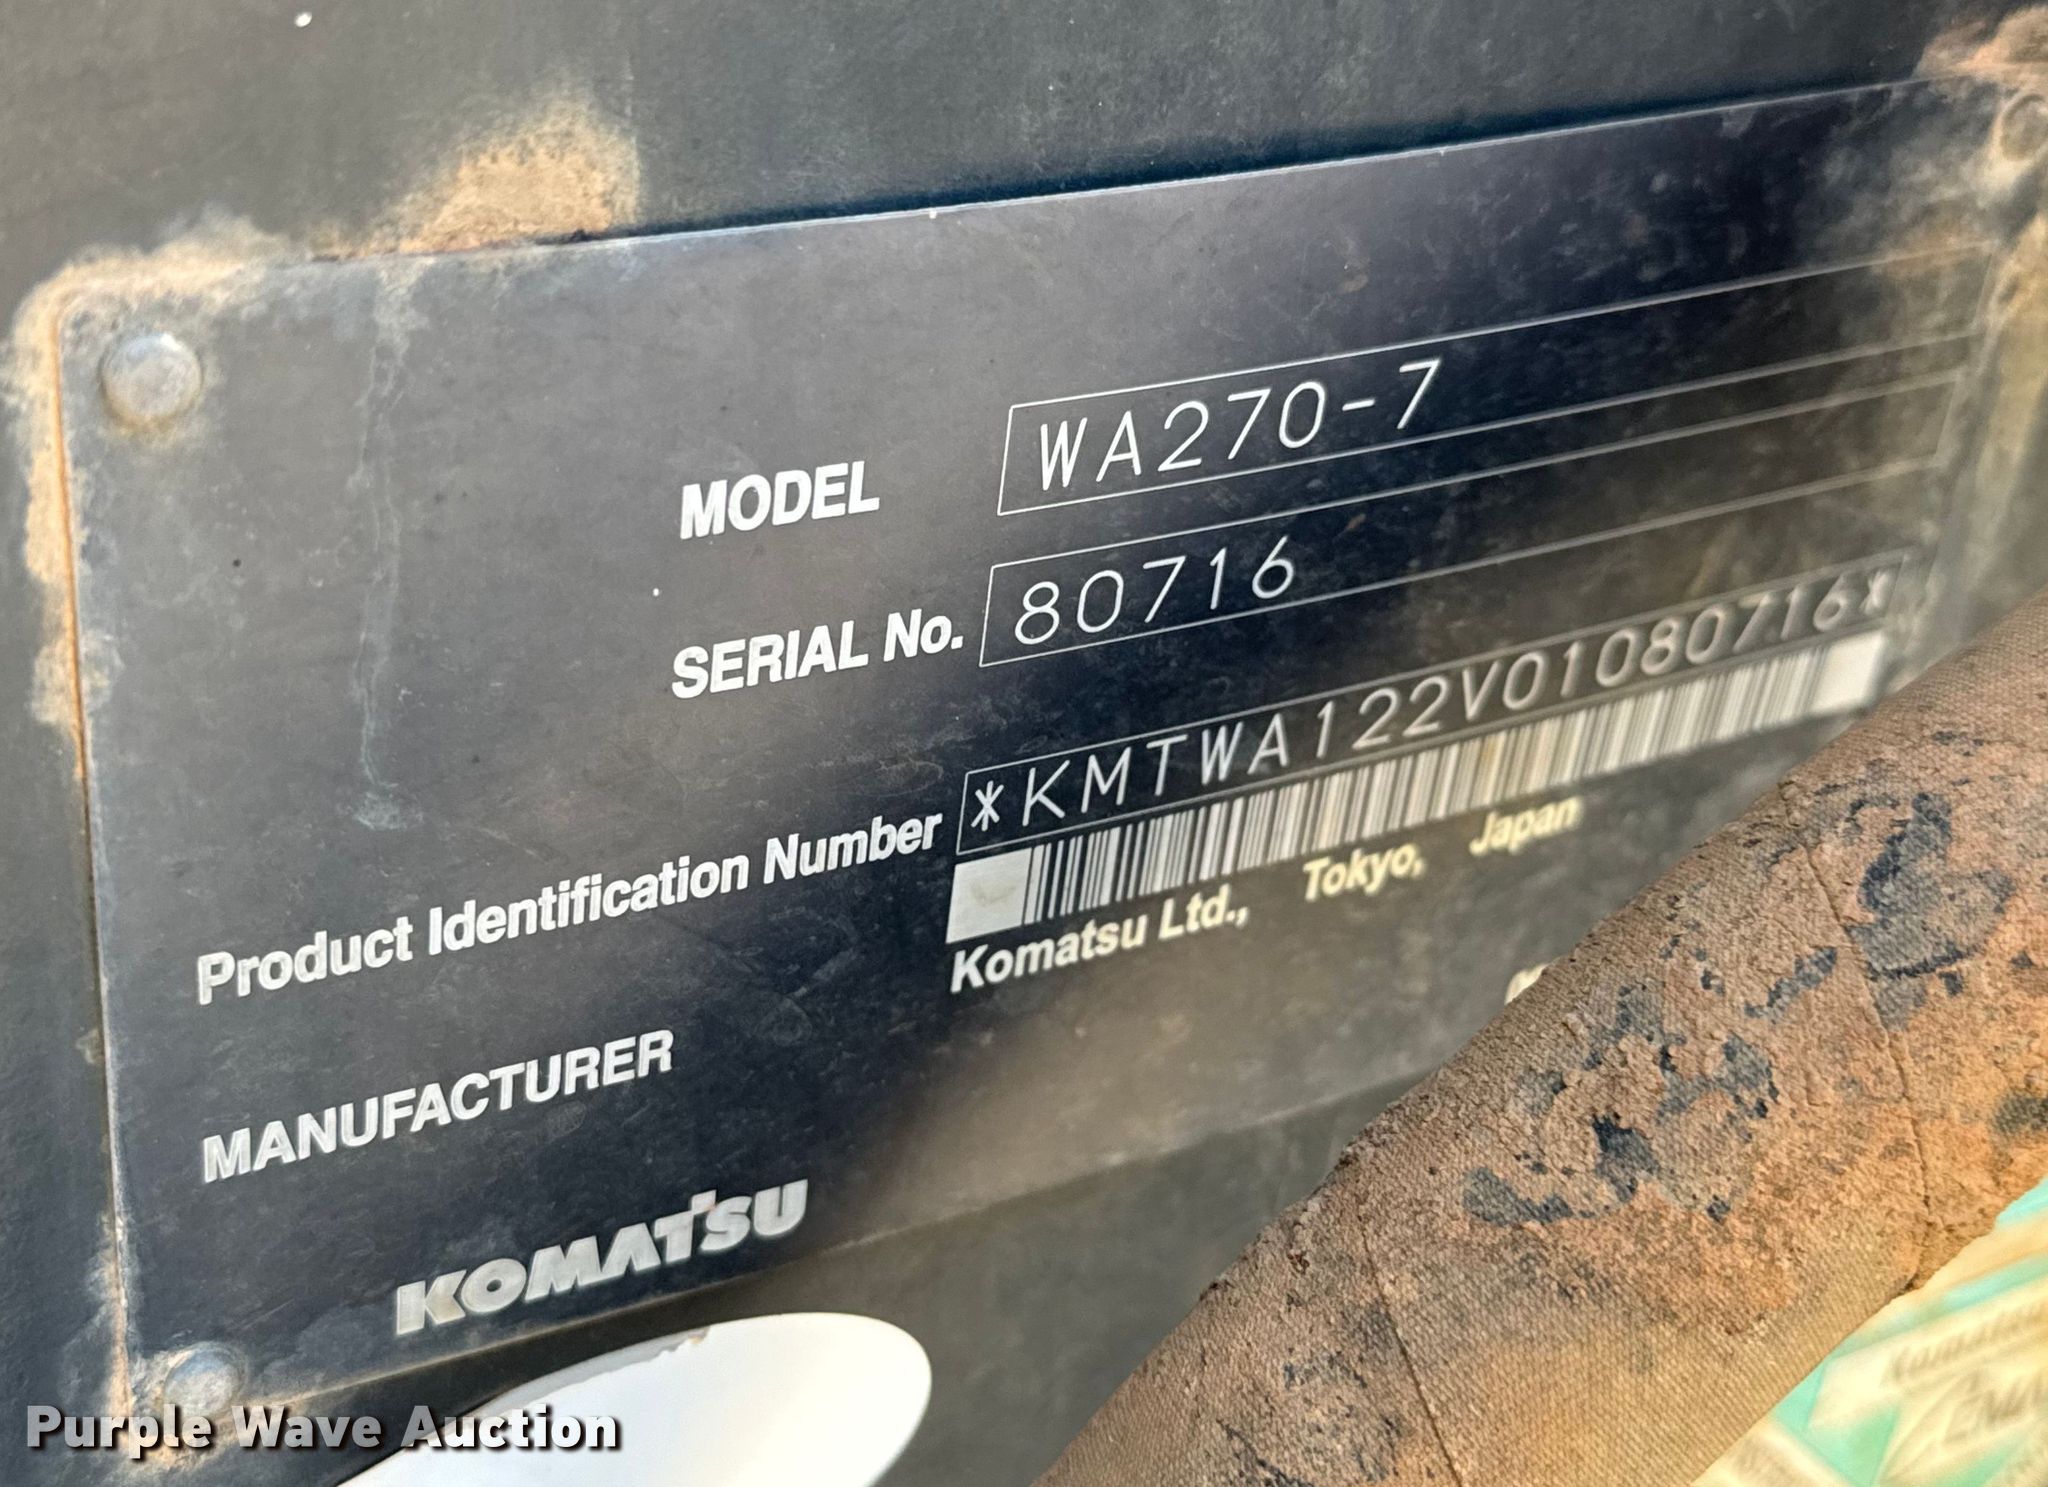 MODEL WA270-7
SERIAL No. 80716
Product Identification Number *KMTWA122V01080716*
MANUFACTURER Komatsu Ltd., Tokyo, Japan
KOMATSU
Purple Wave Auction